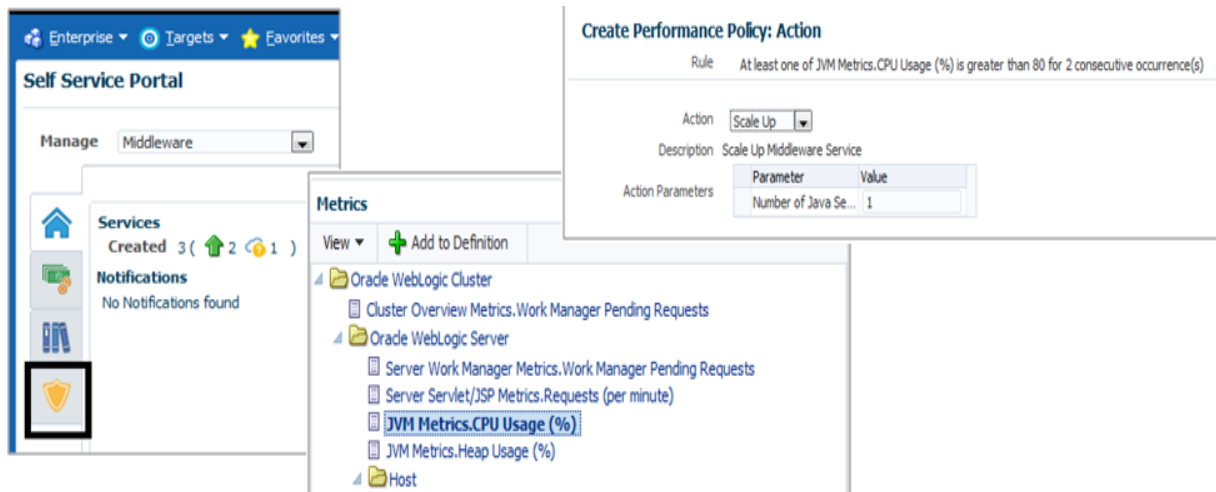 Enterprise Targets Favorites
Self Service Portal
Manage Middleware
Services
Created 3 ( 2 1 )
Notifications
No Notifications found
Metrics
View Add to Definition
Oracle WebLogic Cluster
Cluster Overview Metrics.Work Manager Pending Requests
Oracle WebLogic Server
Server Work Manager Metrics.Work Manager Pending Requests
Server Servlet/JSP Metrics.Requests (per minute)
JVM Metrics.CPU Usage (%)
JVM Metrics.Heap Usage (%)
Host
Create Performance Policy: Action
Rule At least one of JVM Metrics.CPU Usage (%) is greater than 80 for 2 consecutive occurrence(s)
Action Scale Up
Description Scale Up Middleware Service
Parameter Value
Action Parameters
Number of Java Se... 1